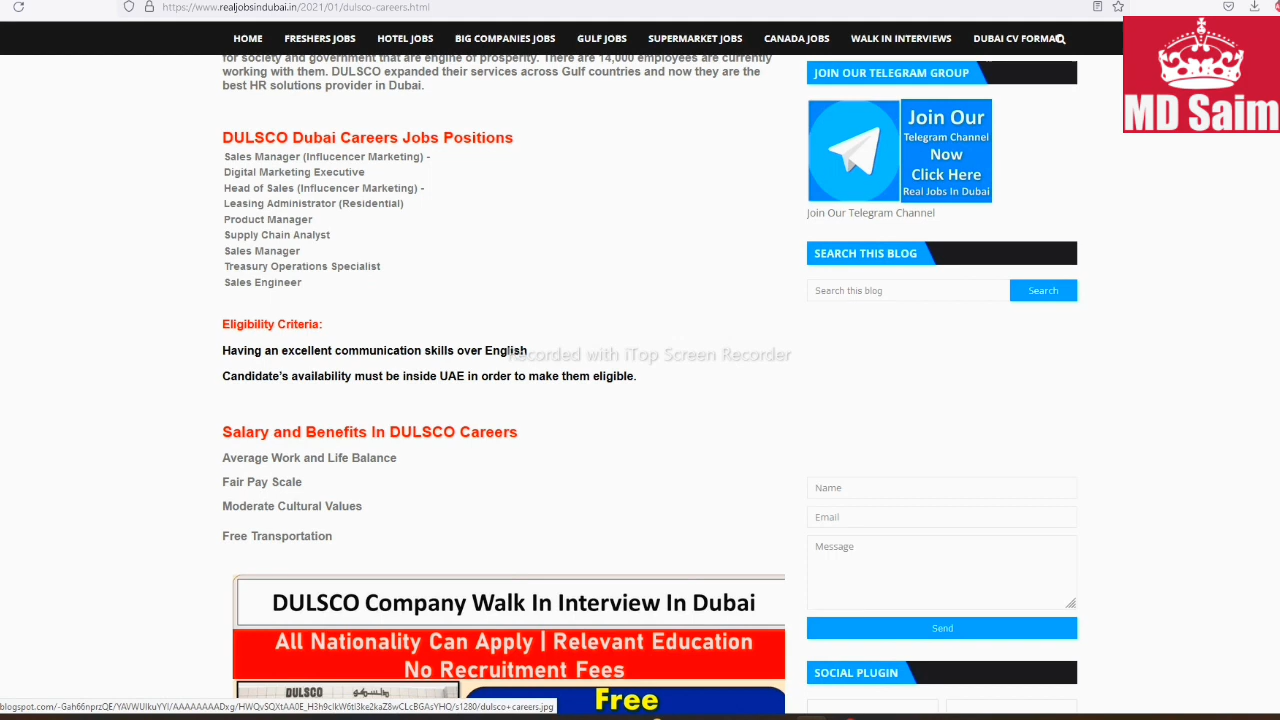 https://www.realjobsindubai.in/2021/01/dulsco-careers.html
HOME FRESHERS JOBS HOTEL JOBS BIG COMPANIES JOBS GULF JOBS SUPERMARKET JOBS CANADA JOBS WALK IN INTERVIEWS DUBAI CV FORMAT
MD Saim
for society and government that are engine of prosperity. There are 14,000 employees are currently
working with them. DULSCO expanded their services across Gulf countries and now they are the
best HR solutions provider in Dubai.
DULSCO Dubai Careers Jobs Positions
Sales Manager (Influcencer Marketing) -
Digital Marketing Executive
Head of Sales (Influcencer Marketing) -
Leasing Administrator (Residential)
Product Manager
Supply Chain Analyst
Sales Manager
Treasury Operations Specialist
Sales Engineer
Eligibility Criteria:
Having an excellent communication skills over English
Recorded with iTop Screen Recorder
Candidate's availability must be inside UAE in order to make them eligible.
Salary and Benefits In DULSCO Careers
Average Work and Life Balance
Fair Pay Scale
Moderate Cultural Values
Free Transportation
DULSCO Company Walk In Interview In Dubai
All Nationality Can Apply | Relevant Education
No Recruitment Fees
DULSCO دلسكو
Free
JOIN OUR TELEGRAM GROUP
Join Our
Telegram Channel
Now
Click Here
Real Jobs In Dubai
Join Our Telegram Channel
SEARCH THIS BLOG
Search this blog Search
Name
Email
Message
Send
SOCIAL PLUGIN